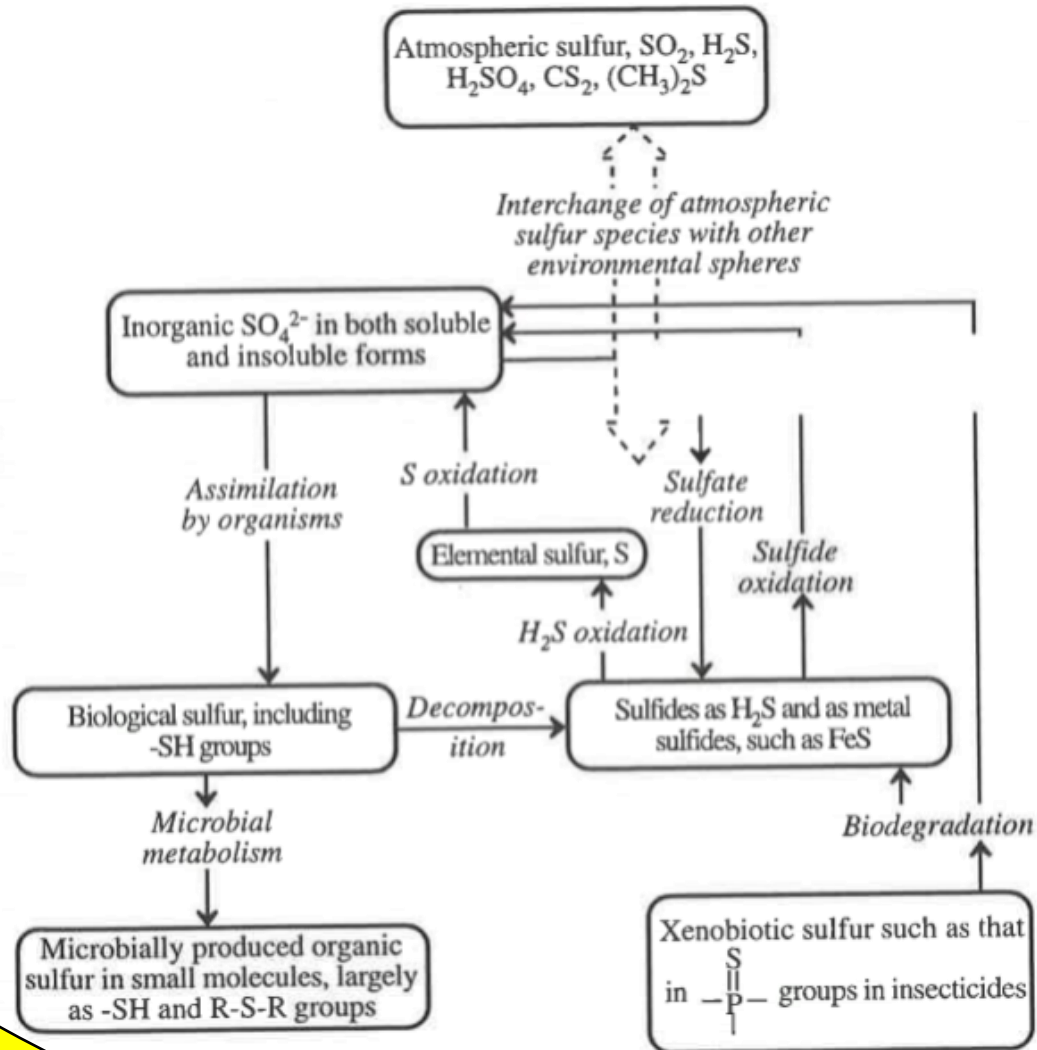 Atmospheric sulfur, SO₂, H₂S,
H₂SO₄, CS₂, (CH₃)₂S
Interchange of atmospheric
sulfur species with other
environmental spheres
Inorganic SO₄²⁻ in both soluble
and insoluble forms
Assimilation
by organisms
S oxidation
Sulfate
reduction
Elemental sulfur, S
Sulfide
oxidation
H₂S oxidation
Biological sulfur, including
-SH groups
Decompos-
ition
Sulfides as H₂S and as metal
sulfides, such as FeS
Microbial
metabolism
Biodegradation
Microbially produced organic
sulfur in small molecules, largely
as -SH and R-S-R groups
Xenobiotic sulfur such as that
S
in –P– groups in insecticides